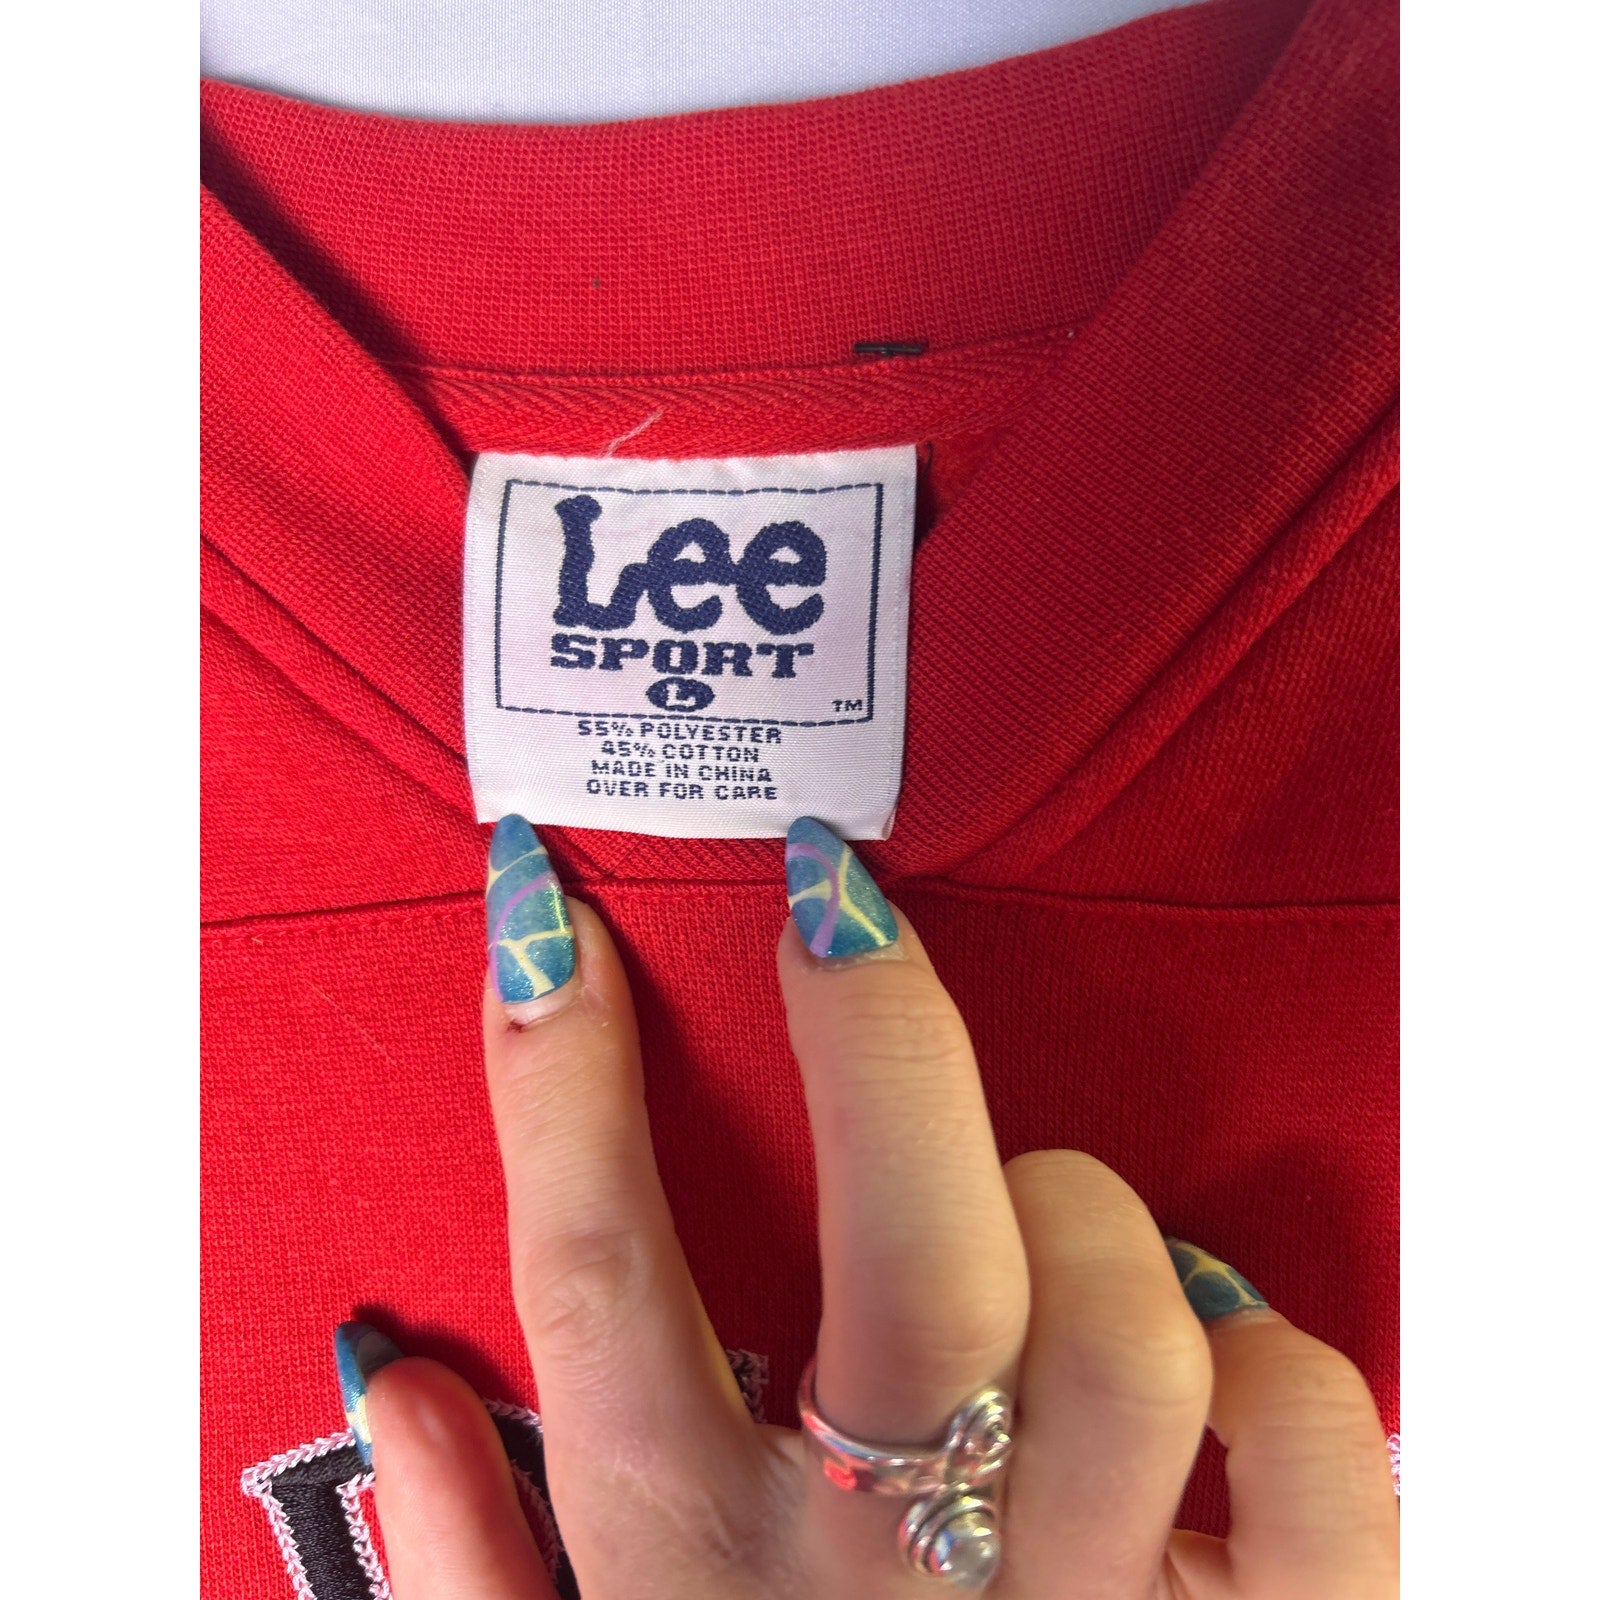 Lee
SPORT
L
TM
55% POLYESTER
45% COTTON
MADE IN CHINA
OVER FOR CARE